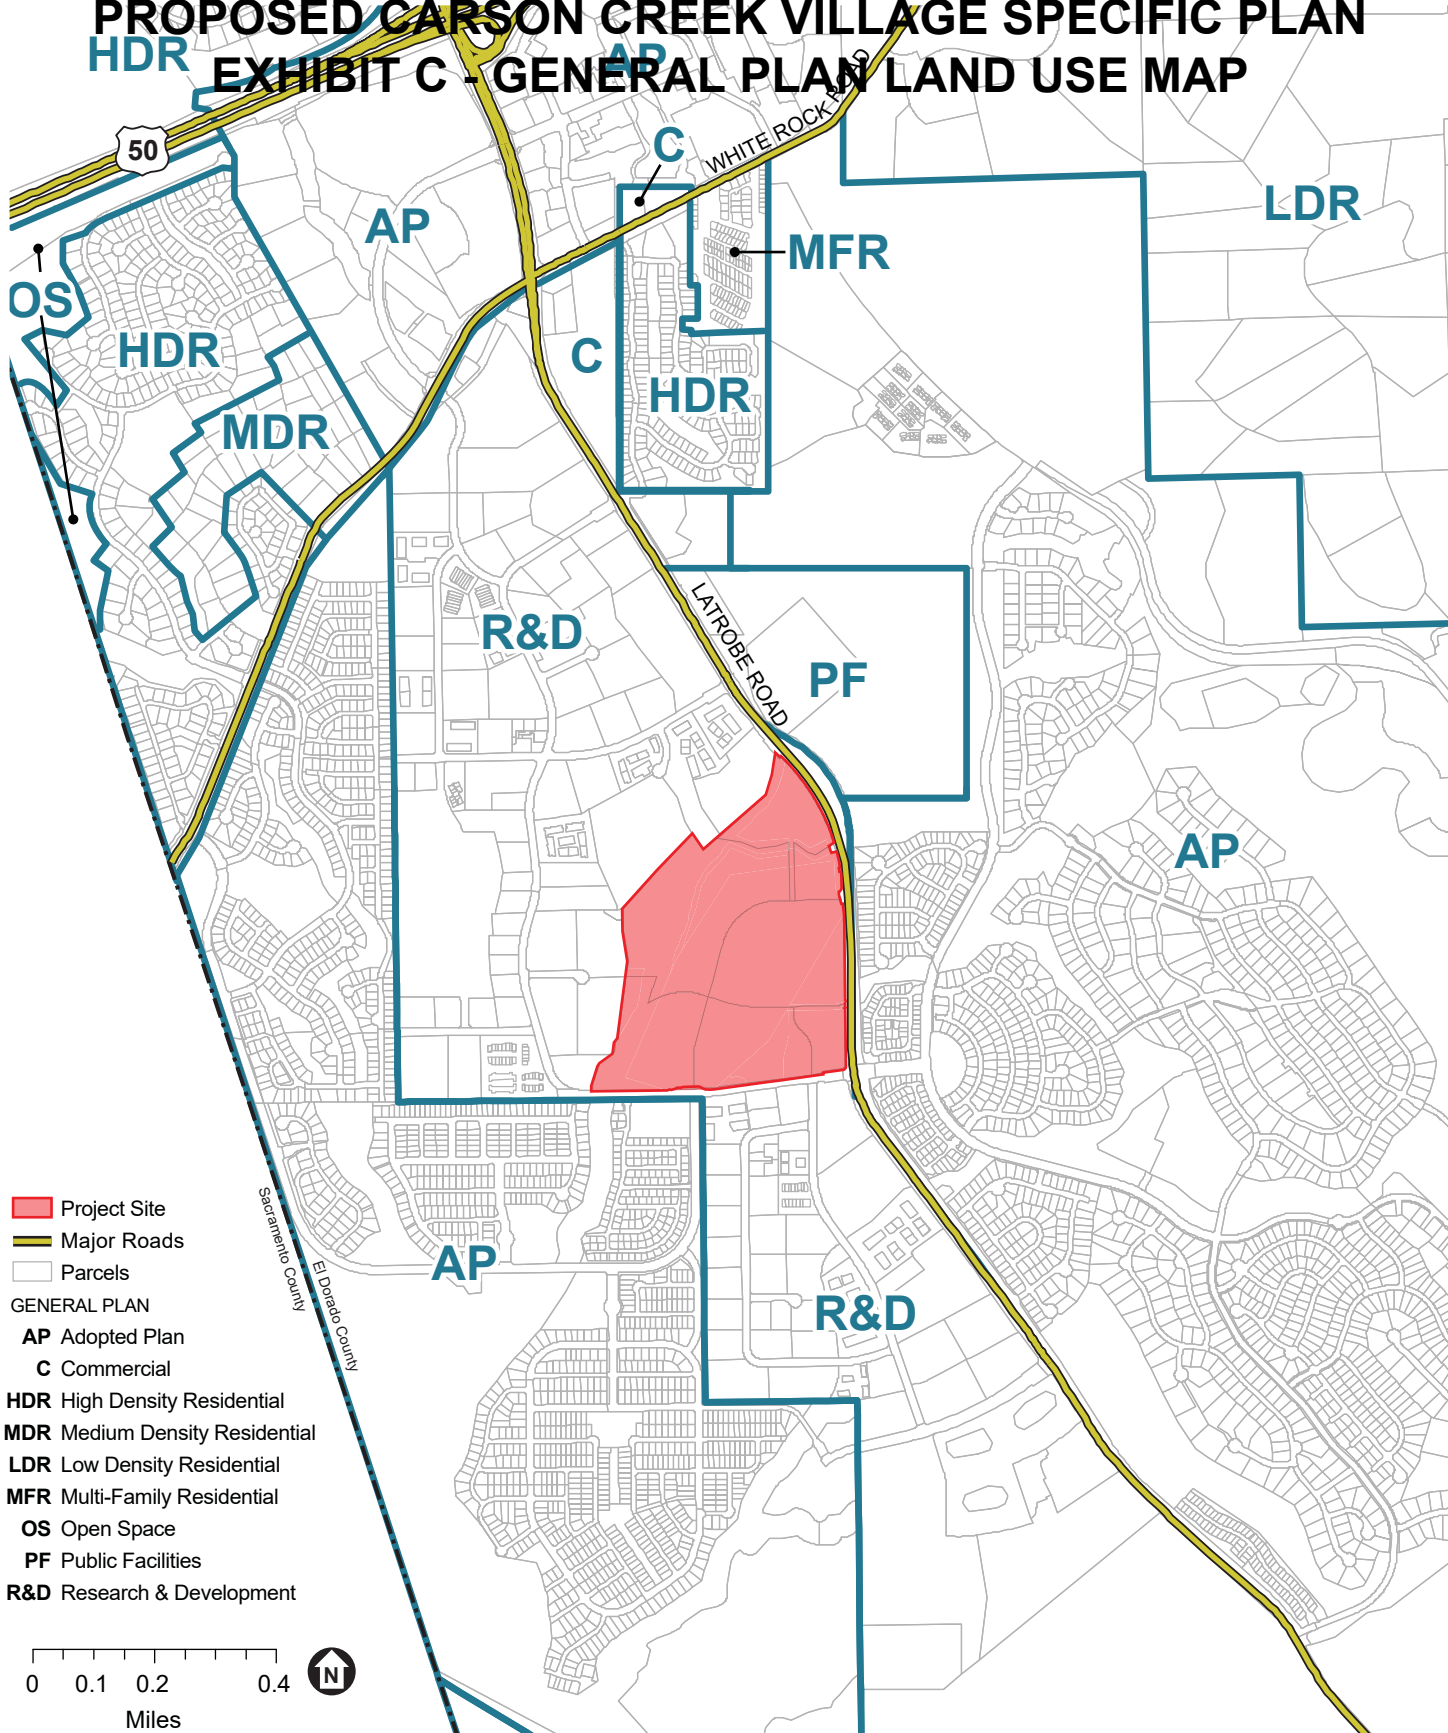 PROPOSED CARSON CREEK VILLAGE SPECIFIC PLAN
EXHIBIT C - GENERAL PLAN LAND USE MAP
HDR
AP
50
C
WHITE ROCK ROAD
AP
MFR
LDR
OS
HDR
C
HDR
MDR
R&D
LATROBE ROAD
PF
AP
AP
R&D
Sacramento County
El Dorado County
Project Site
Major Roads
Parcels
GENERAL PLAN
AP Adopted Plan
C Commercial
HDR High Density Residential
MDR Medium Density Residential
LDR Low Density Residential
MFR Multi-Family Residential
OS Open Space
PF Public Facilities
R&D Research & Development
0 0.1 0.2 0.4
Miles
N